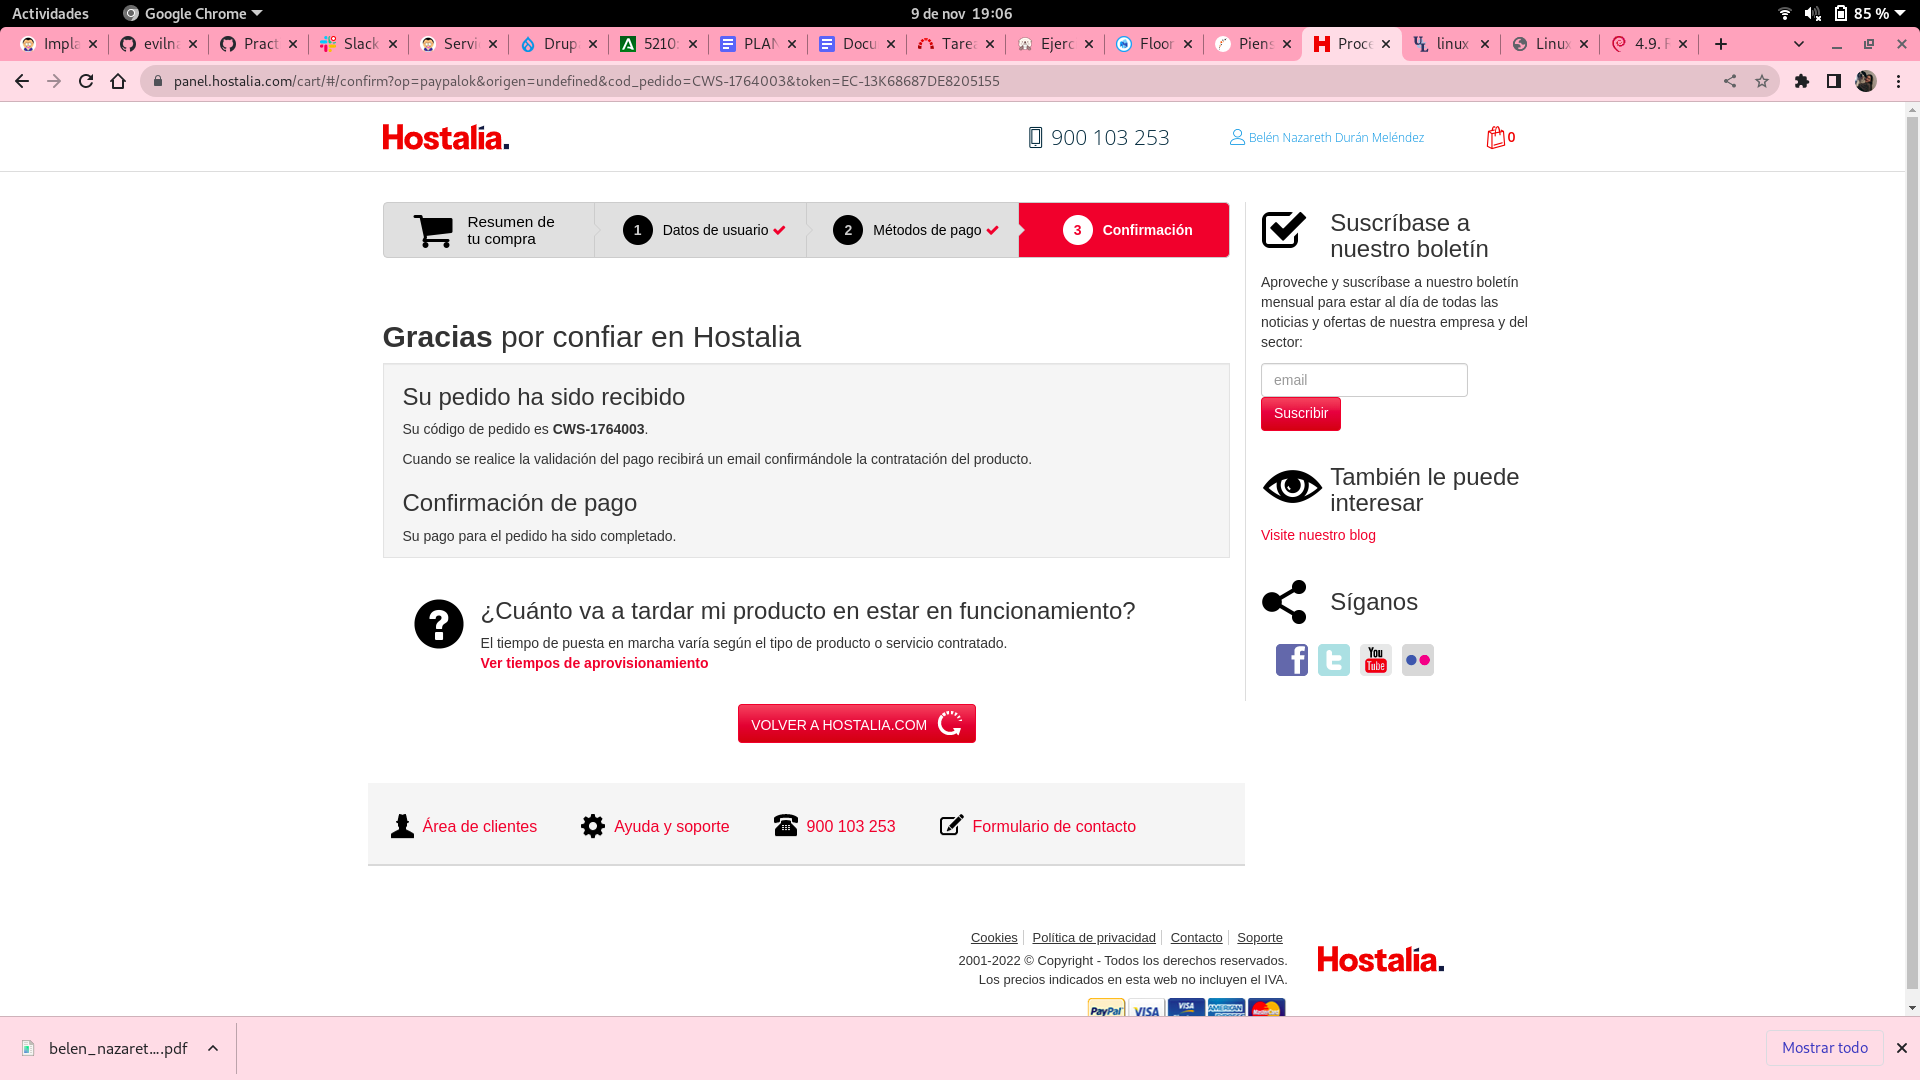 Actividades Google Chrome 9 de nov 19:06 85 %
Impla evilna Pract Slack Servi Drup 5210 PLAN Docu Tarea Ejerc Floor Piens Proce linux Linux 4.9. F
panel.hostalia.com/cart/#/confirm?op=paypalok&origen=undefined&cod_pedido=CWS-1764003&token=EC-13K68687DE8205155
Hostalia. 900 103 253 Belén Nazareth Durán Meléndez 0
Resumen de
tu compra
1 Datos de usuario
2 Métodos de pago
3 Confirmación
Gracias por confiar en Hostalia
Su pedido ha sido recibido
Su código de pedido es CWS-1764003.
Cuando se realice la validación del pago recibirá un email confirmándole la contratación del producto.
Confirmación de pago
Su pago para el pedido ha sido completado.
¿Cuánto va a tardar mi producto en estar en funcionamiento?
El tiempo de puesta en marcha varía según el tipo de producto o servicio contratado.
Ver tiempos de aprovisionamiento
VOLVER A HOSTALIA.COM
Suscríbase a
nuestro boletín
Aproveche y suscríbase a nuestro boletín
mensual para estar al día de todas las
noticias y ofertas de nuestra empresa y del
sector:
email
Suscribir
También le puede
interesar
Visite nuestro blog
Síganos
You
Tube
Área de clientes Ayuda y soporte 900 103 253 Formulario de contacto
Cookies Política de privacidad Contacto Soporte
2001-2022 © Copyright - Todos los derechos reservados.
Los precios indicados en esta web no incluyen el IVA.
Hostalia.
PayPal VISA VISA AMERICAN MasterCard
belen_nazaret....pdf Mostrar todo